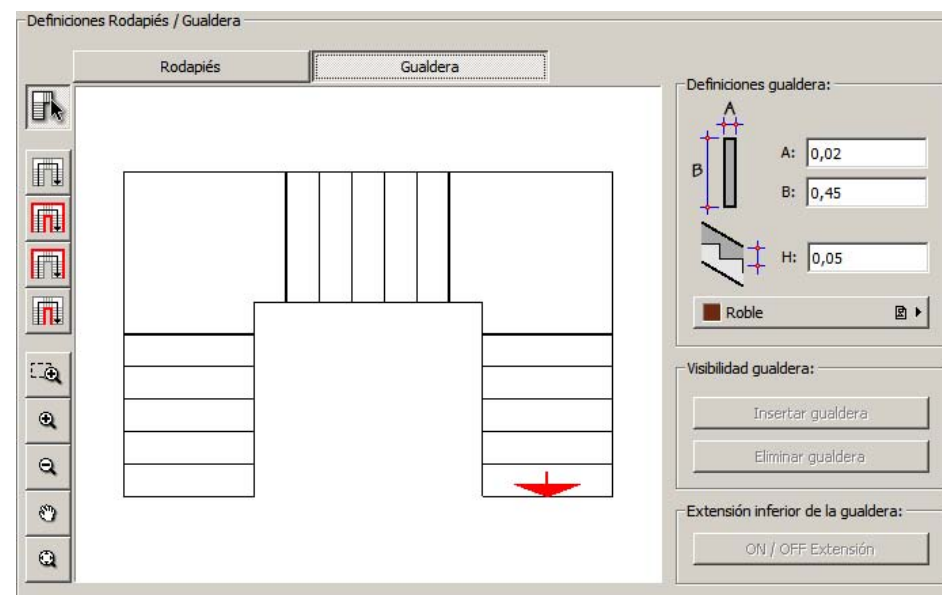 Definiciones Rodapiés / Gualdera
Rodapiés
Gualdera
Definiciones gualdera:
A
B
A: 0,02
B: 0,45
H: 0,05
Roble
Visibilidad gualdera:
Insertar gualdera
Eliminar gualdera
Extensión inferior de la gualdera:
ON / OFF Extensión